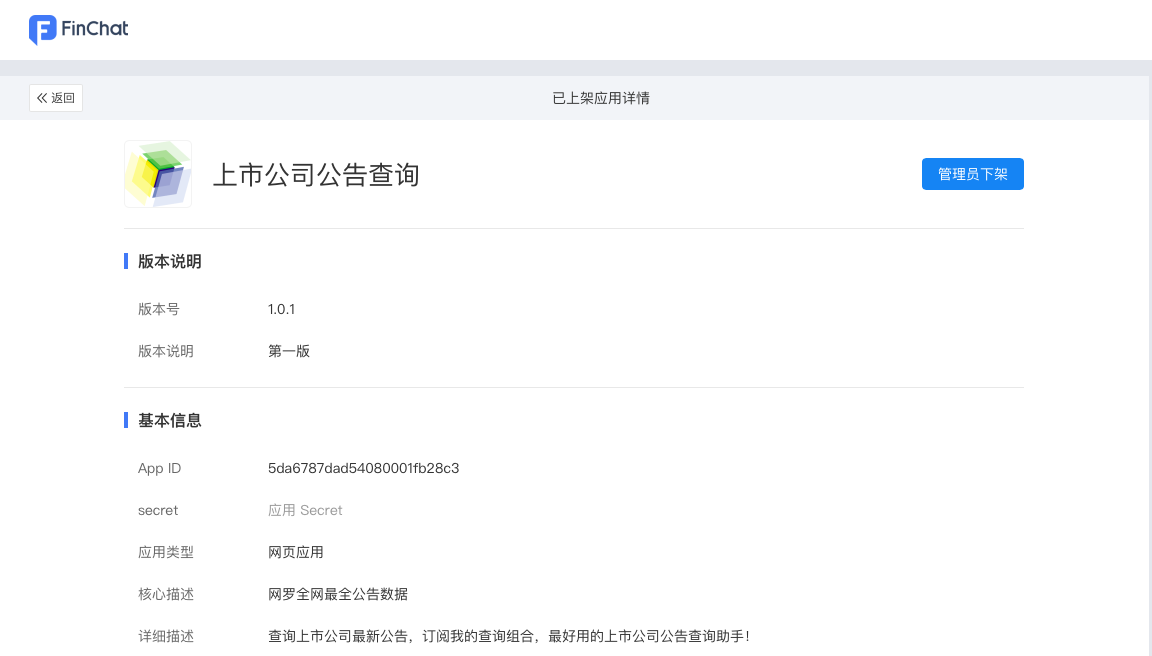 FinChat
返回
已上架应用详情
上市公司公告查询
管理员下架
版本说明
版本号 1.0.1
版本说明 第一版
基本信息
App ID 5da6787dad54080001fb28c3
secret 应用 Secret
应用类型 网页应用
核心描述 网罗全网最全公告数据
详细描述 查询上市公司最新公告，订阅我的查询组合，最好用的上市公司公告查询助手！